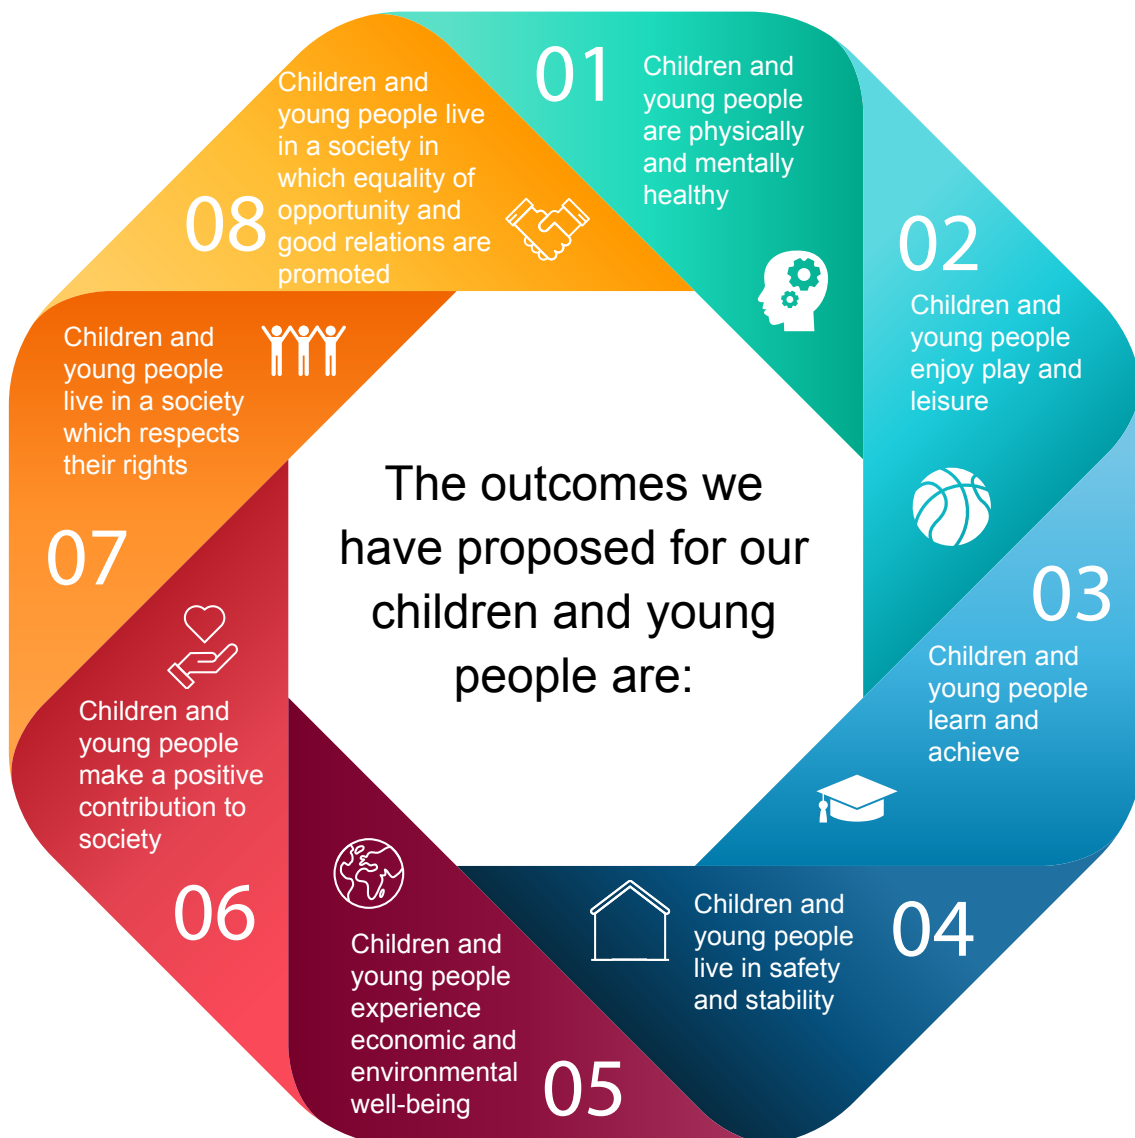 The outcomes we
have proposed for our
children and young
people are:
01
Children and
young people
are physically
and mentally
healthy
02
Children and
young people
enjoy play and
leisure
03
Children and
young people
learn and
achieve
04
Children and
young people
live in safety
and stability
05
Children and
young people
experience
economic and
environmental
well-being
06
Children and
young people
make a positive
contribution to
society
07
Children and
young people
live in a society
which respects
their rights
08
Children and
young people live
in a society in
which equality of
opportunity and
good relations are
promoted